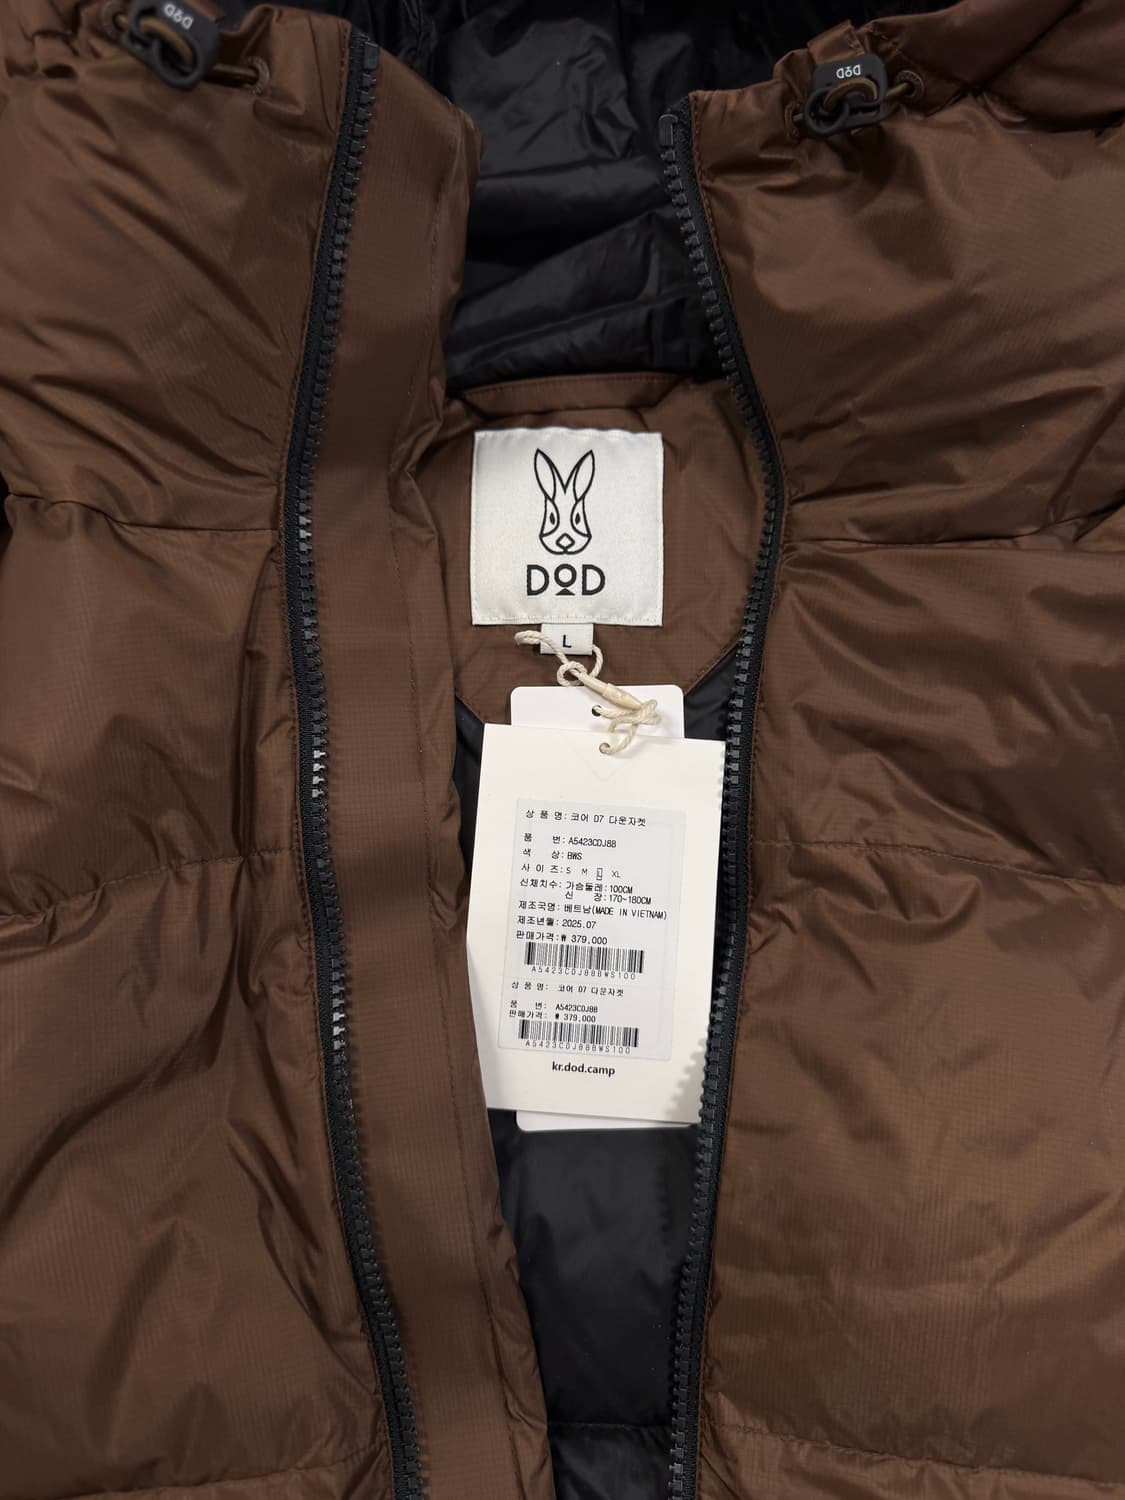 DOD
DOD
DOD
L
상 품 명: 코어 D7 다운자켓
품 번: A5423CDJ88
색 상: BWS
사 이 즈: S M L XL
신체치수: 가슴둘레: 100CM
신 장: 170~180CM
제조국명: 베트남(MADE IN VIETNAM)
제조년월: 2025.07
판매가격: ₩ 379,000
A5423CDJ88BWS100
상 품 명: 코어 D7 다운자켓
품 번: A5423CDJ88
판매가격: ₩ 379,000
A5423CDJ88BWS100
kr.dod.camp